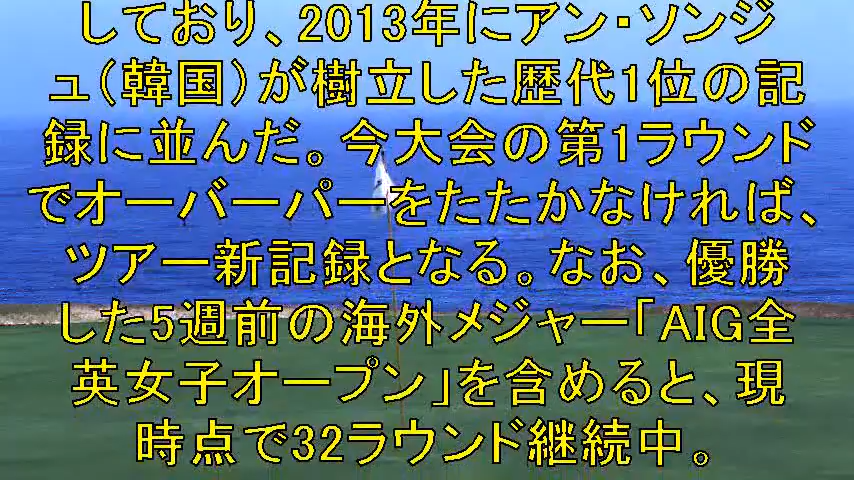 しており、2013年にアン・ソンジ
ュ（韓国）が樹立した歴代1位の記
録に並んだ。今大会の第1ラウンド
でオーバーパーをたたかなければ、
ツアー新記録となる。なお、優勝
した5週前の海外メジャー「AIG全
英女子オープン」を含めると、現
時点で32ラウンド継続中。